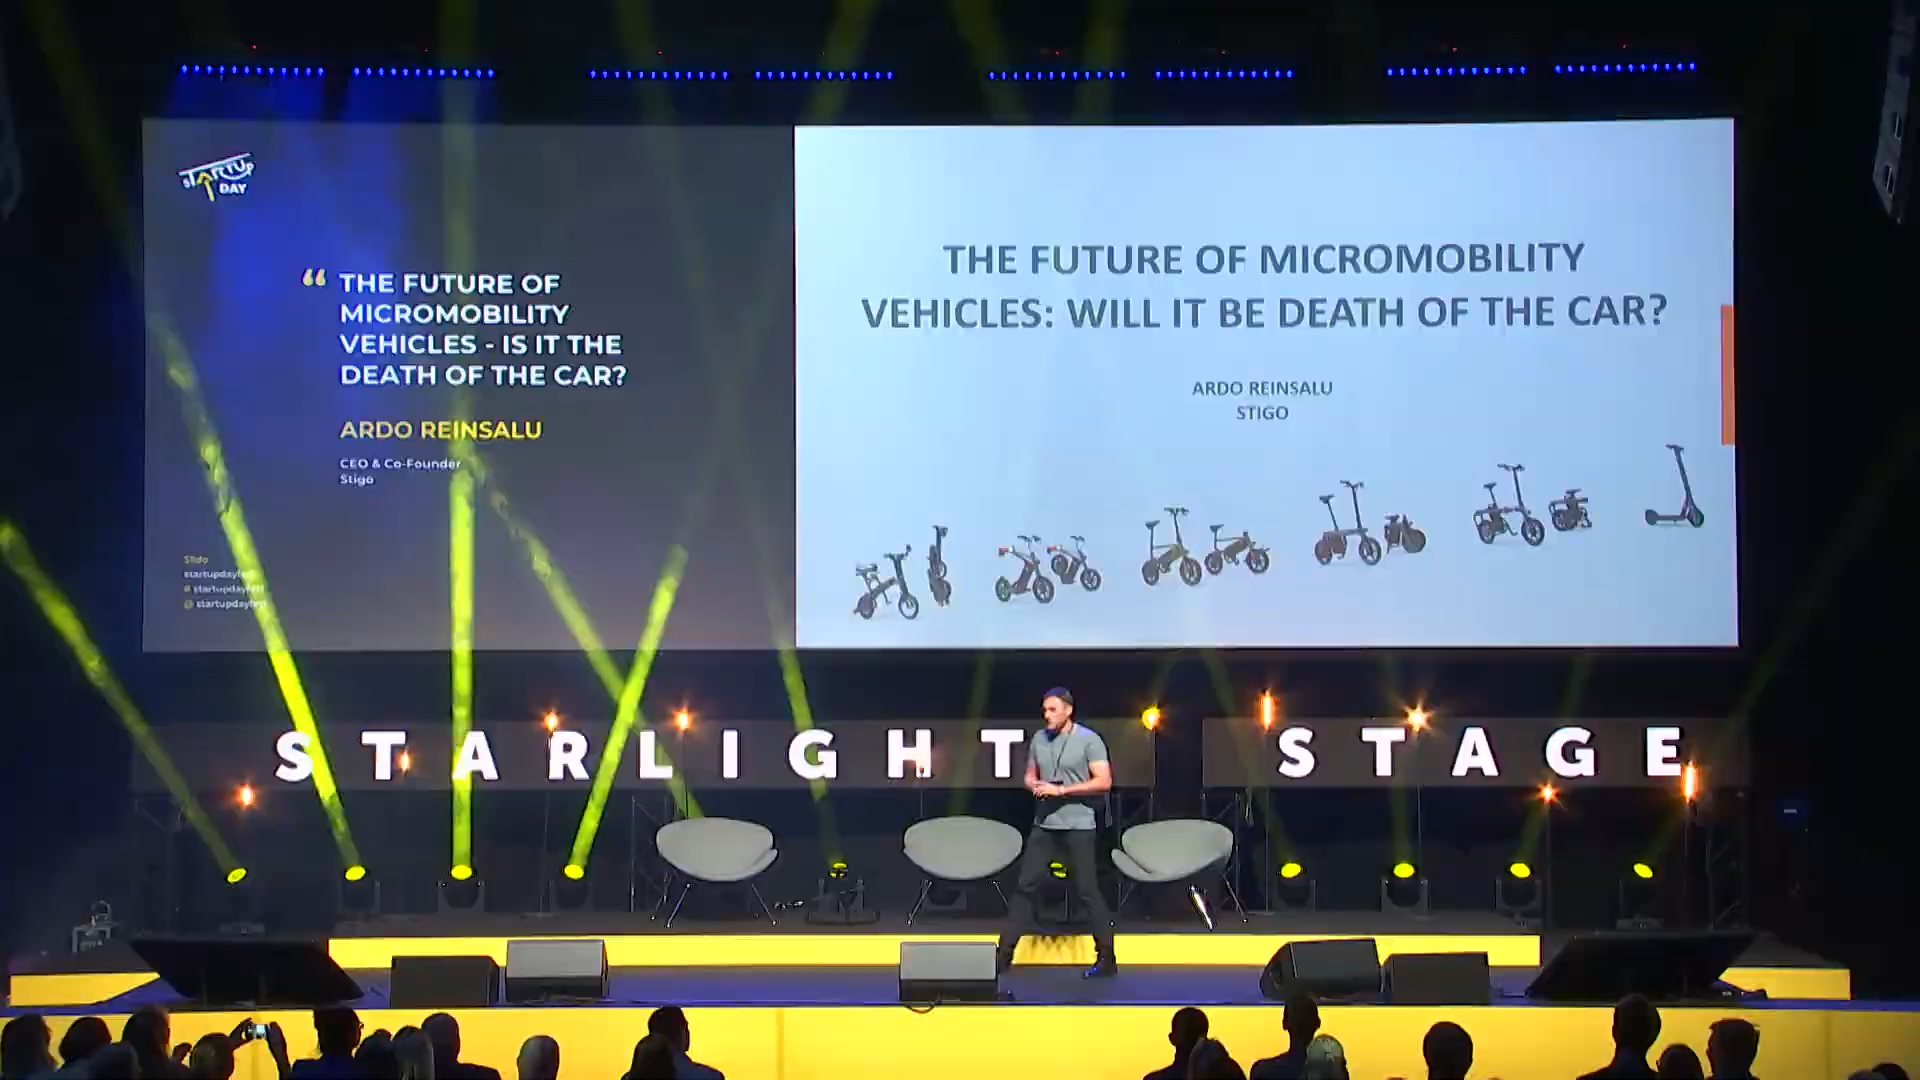 STARTUP
DAY
“ THE FUTURE OF
MICROMOBILITY
VEHICLES - IS IT THE
DEATH OF THE CAR?
ARDO REINSALU
CEO & Co-Founder
Stigo
Slido
THE FUTURE OF MICROMOBILITY
VEHICLES: WILL IT BE DEATH OF THE CAR?
ARDO REINSALU
STIGO
STARLIGHT STAGE